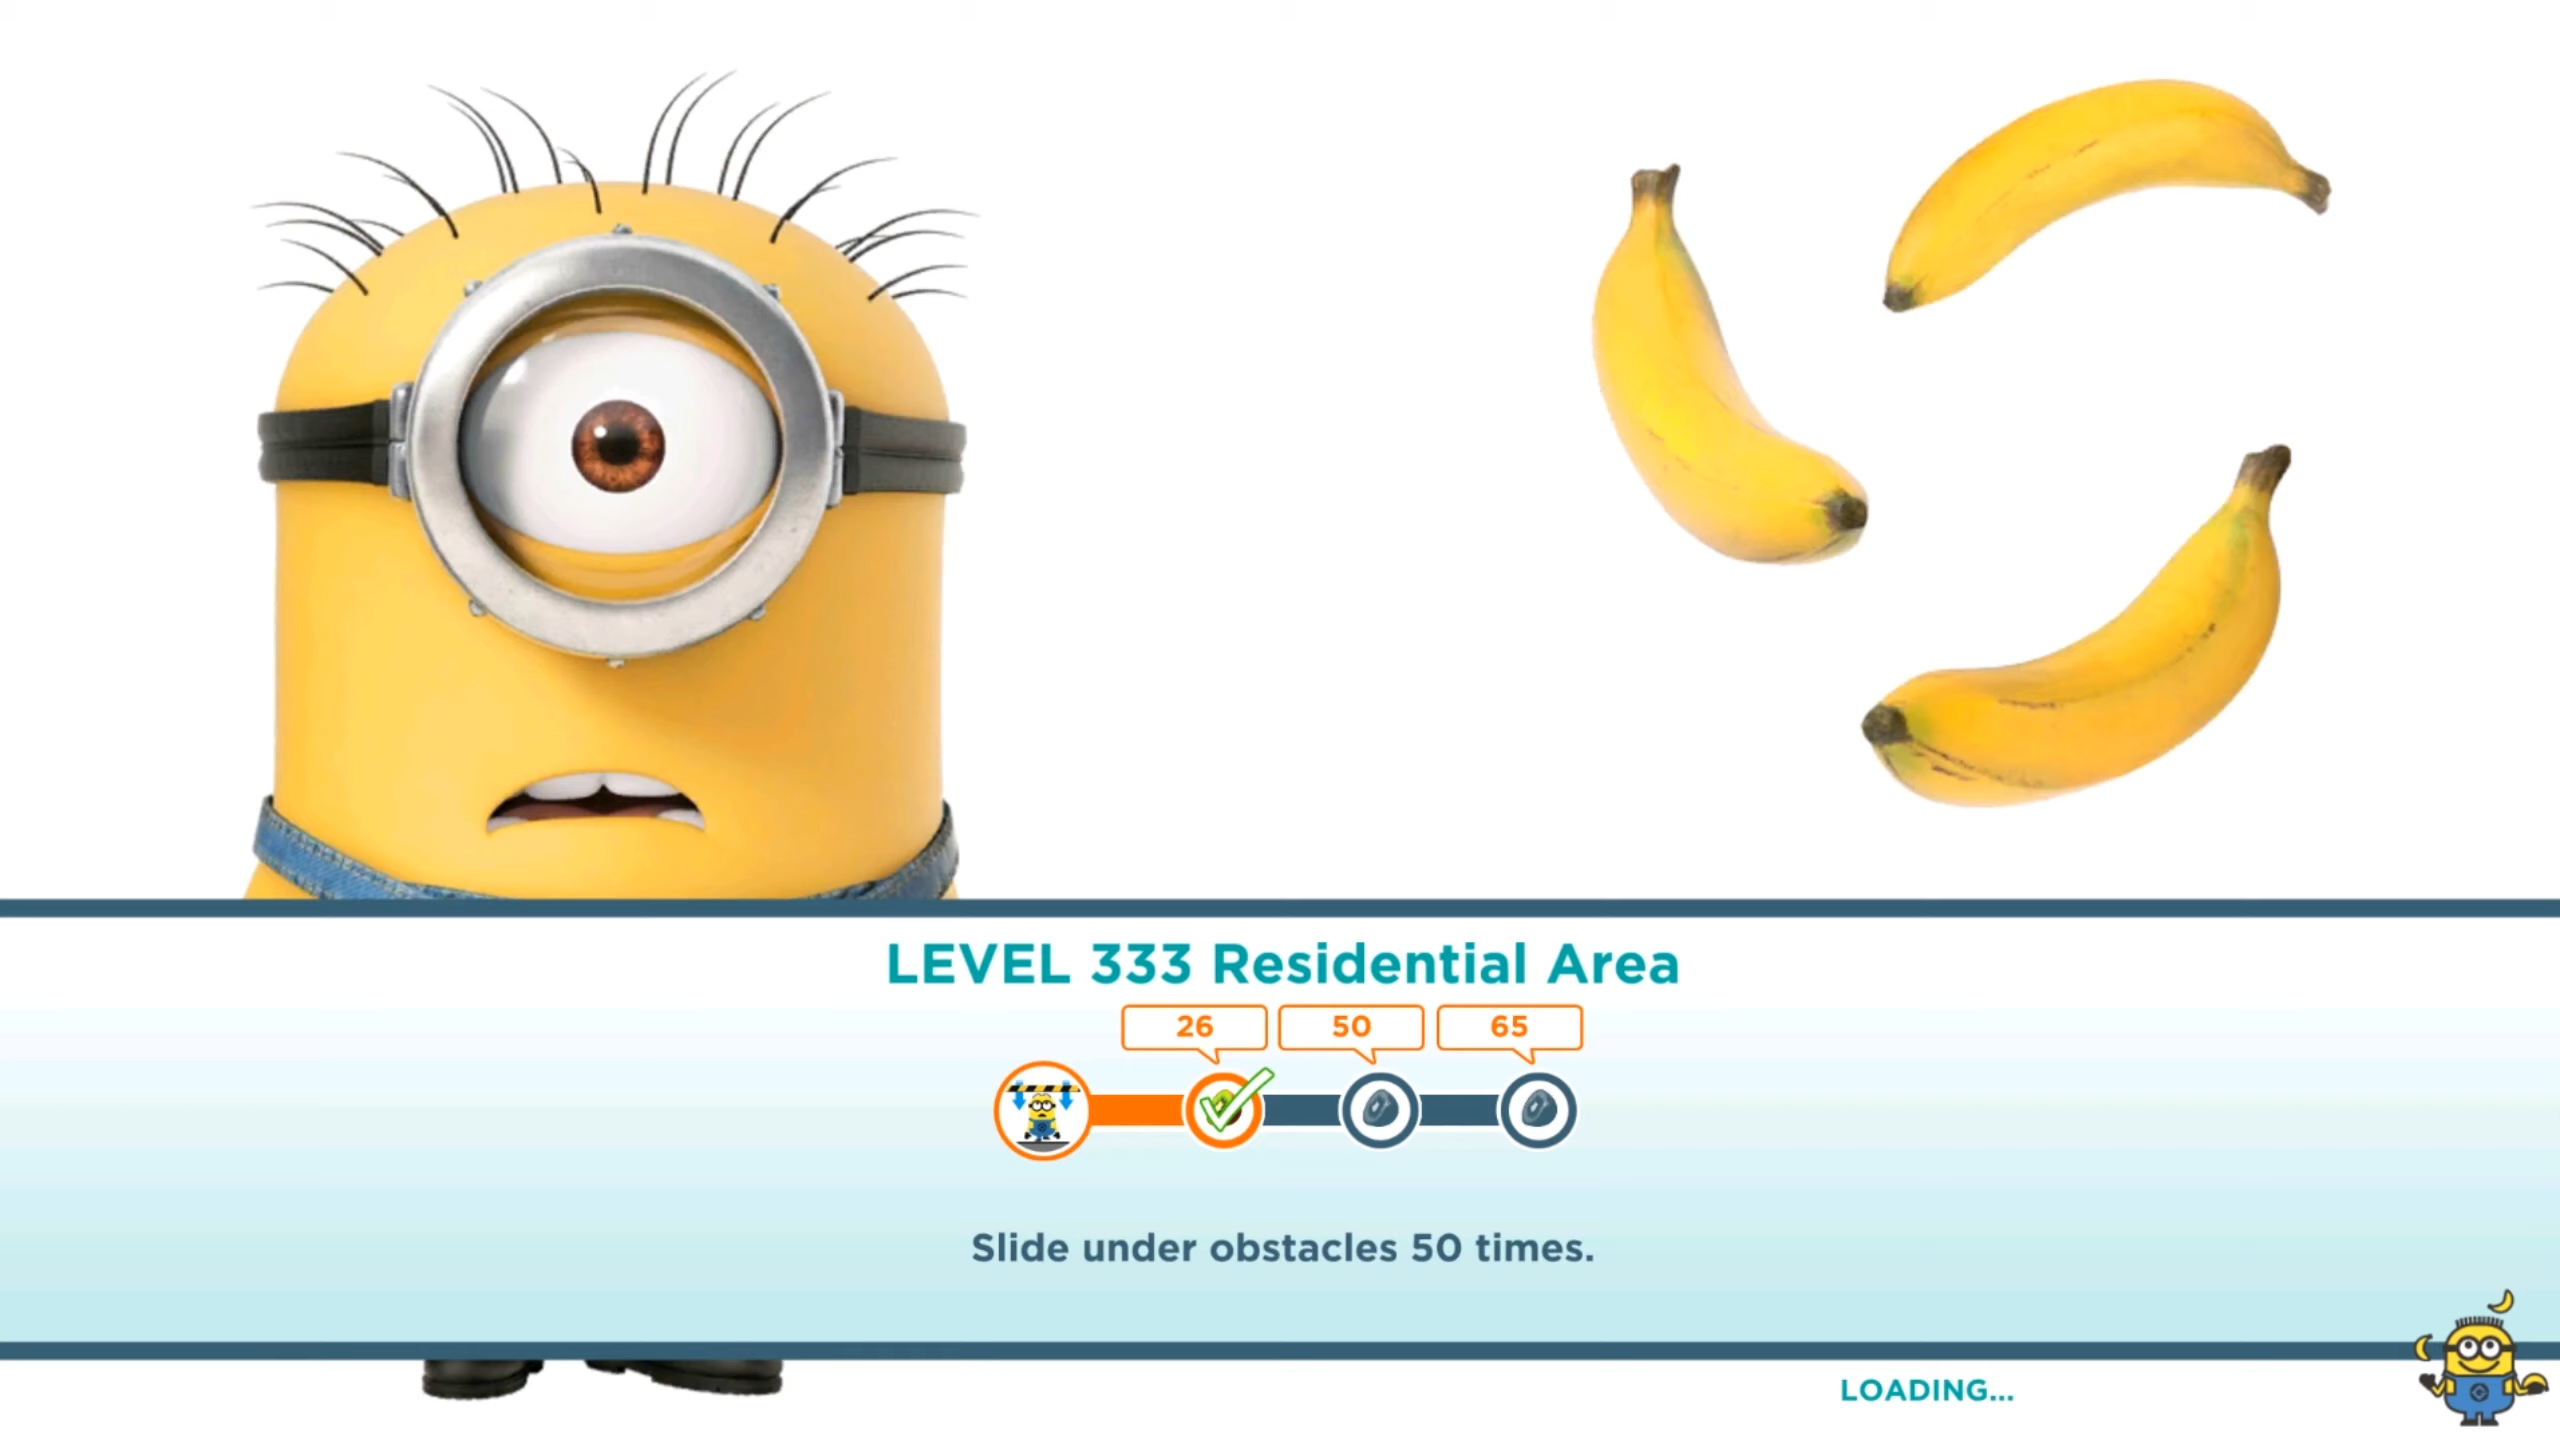 LEVEL 333 Residential Area
26 50 65
Slide under obstacles 50 times.
LOADING...